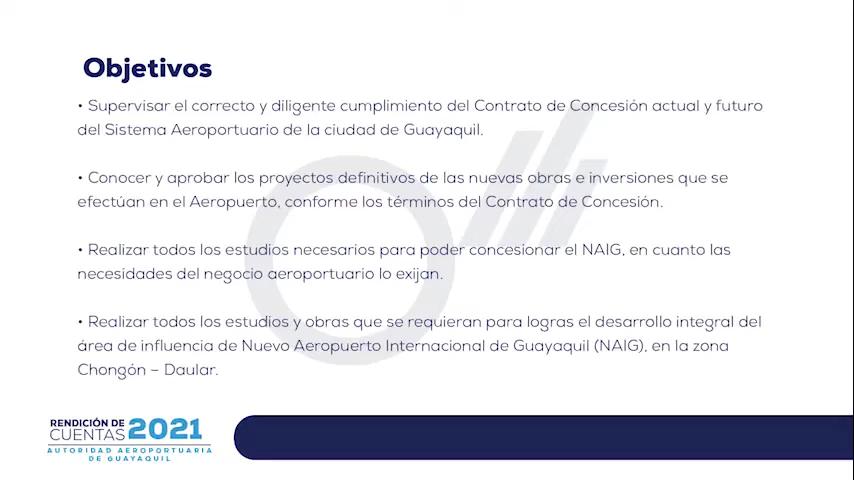 Objetivos
• Supervisar el correcto y diligente cumplimiento del Contrato de Concesión actual y futuro
del Sistema Aeroportuario de la ciudad de Guayaquil.
• Conocer y aprobar los proyectos definitivos de las nuevas obras e inversiones que se
efectúan en el Aeropuerto, conforme los términos del Contrato de Concesión.
• Realizar todos los estudios necesarios para poder concesionar el NAIG, en cuanto las
necesidades del negocio aeroportuario lo exijan.
• Realizar todos los estudios y obras que se requieran para logras el desarrollo integral del
área de influencia de Nuevo Aeropuerto Internacional de Guayaquil (NAIG), en la zona
Chongón – Daular.
RENDICIÓN DE
CUENTAS 2021
AUTORIDAD AEROPORTUARIA
DE GUAYAQUIL